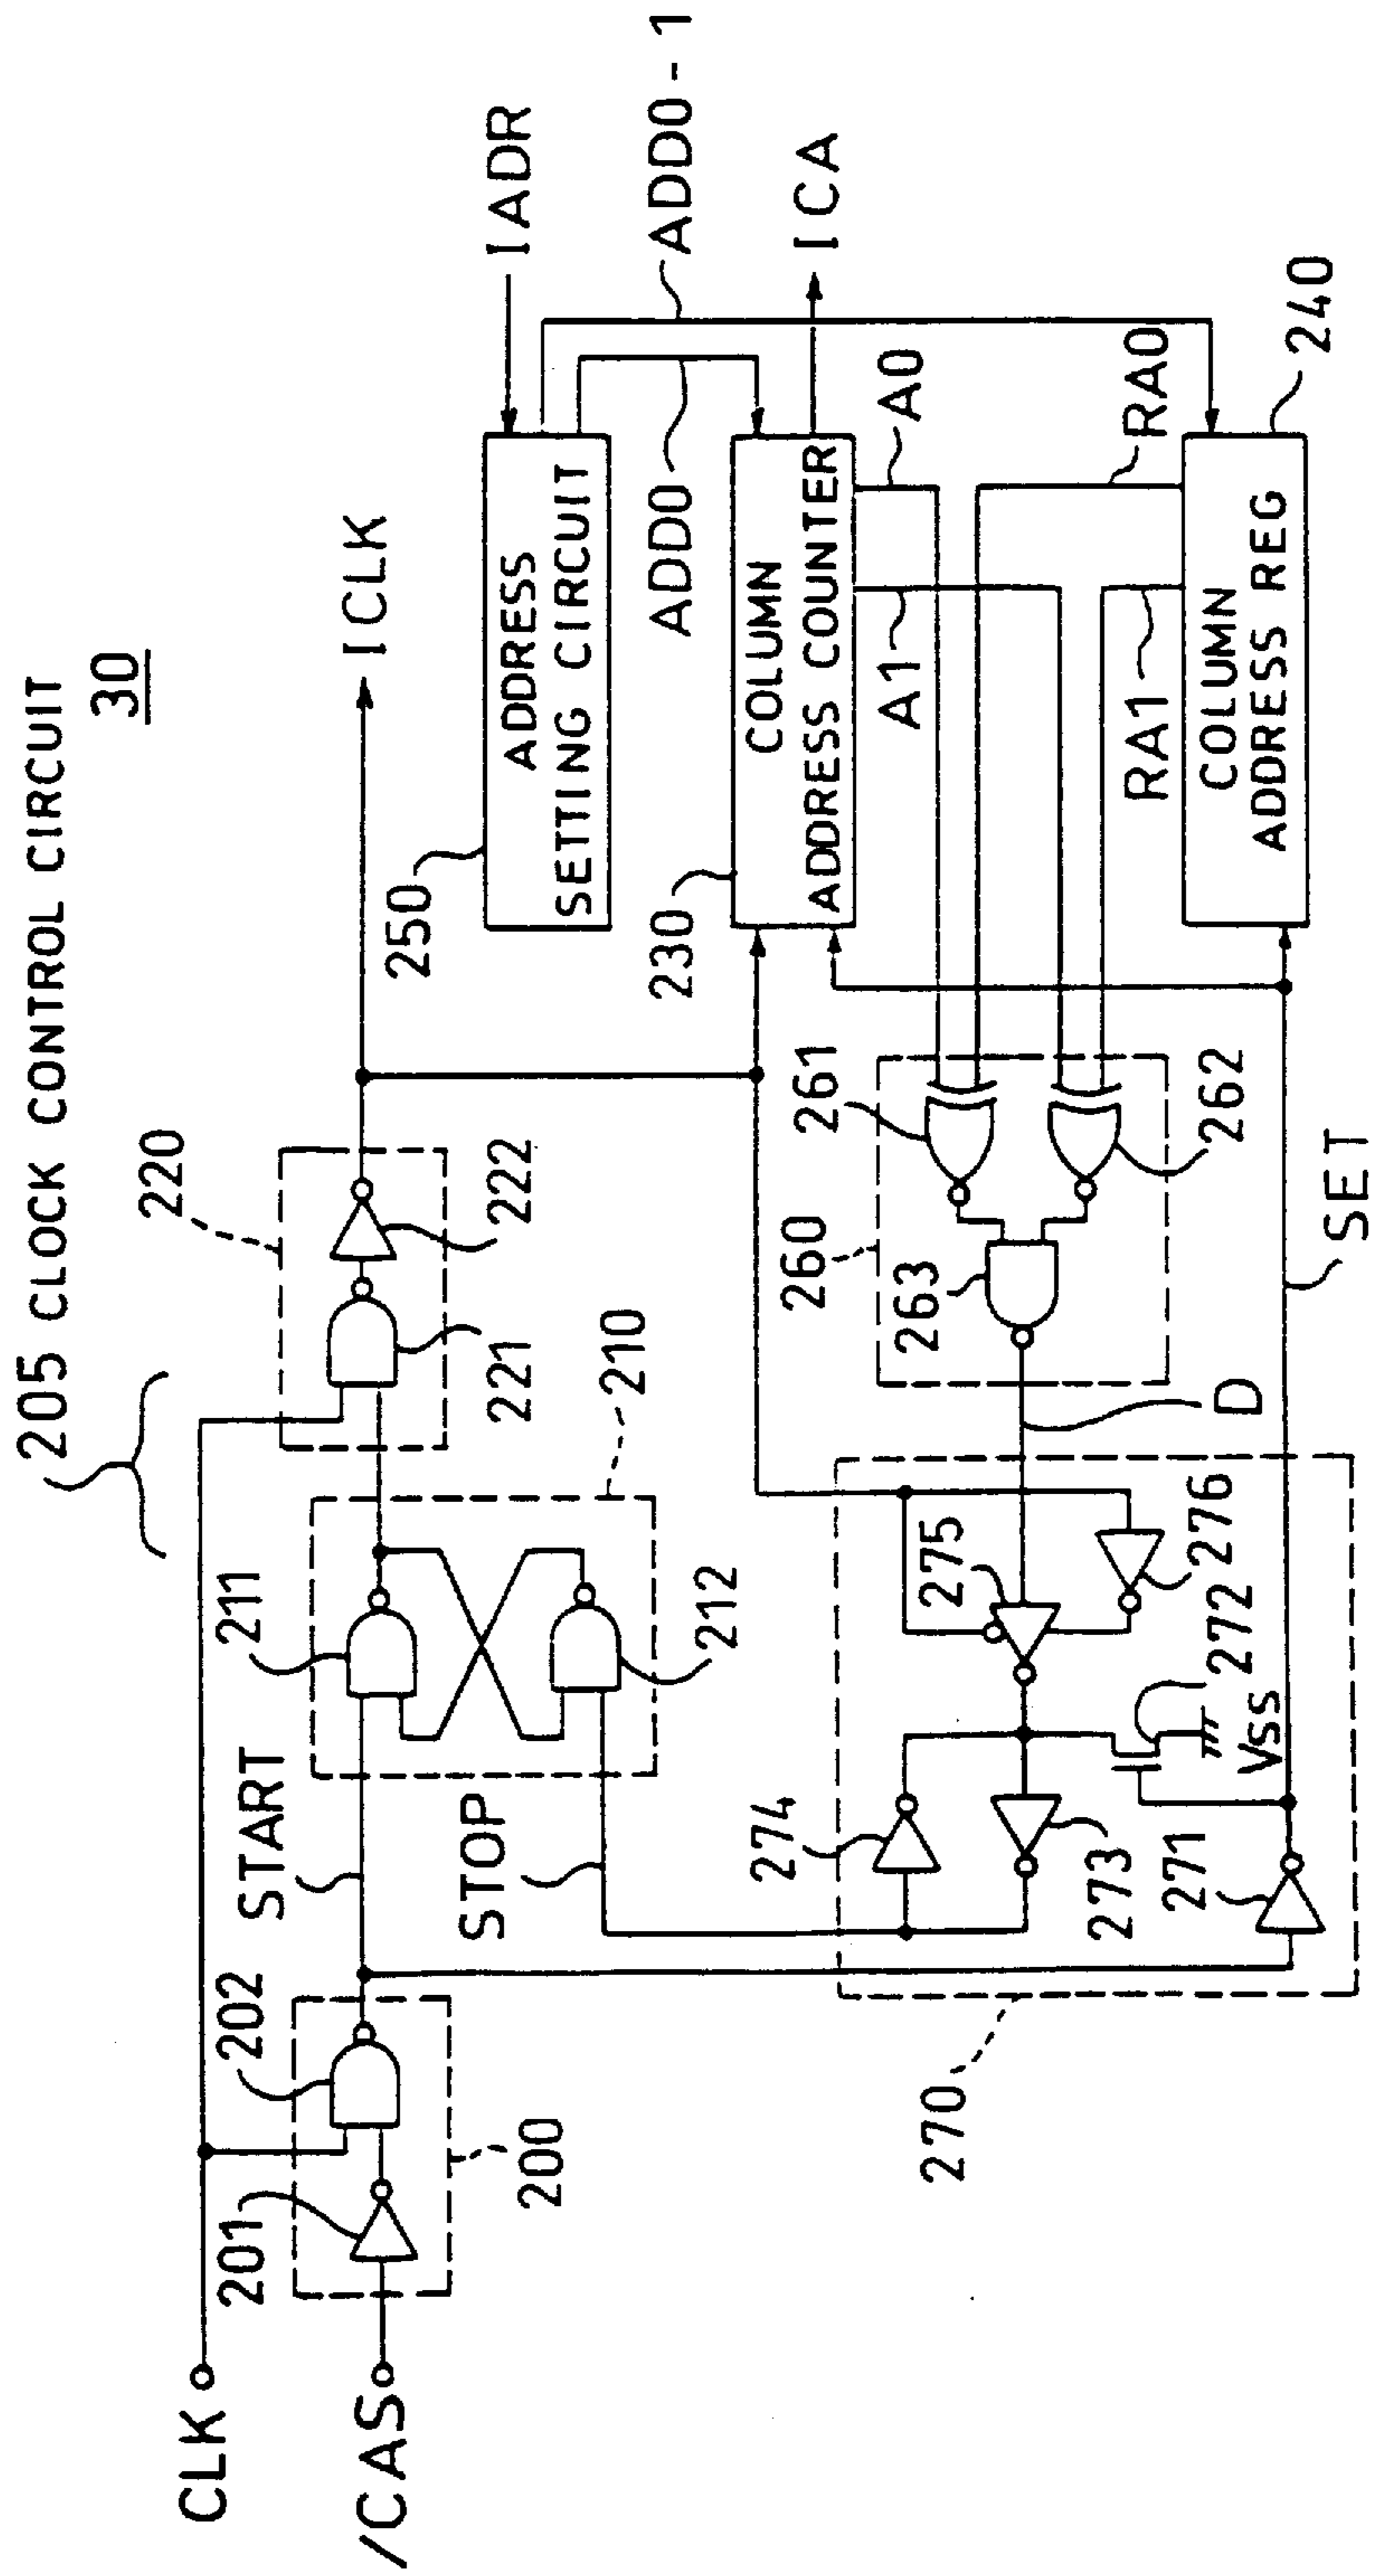 205 CLOCK CONTROL CIRCUIT
30
CLK
/CAS
201
202
200
START
STOP
211
212
210
220
221
222
ICLK
250
ADDRESS
SETTING CIRCUIT
IADR
ADD0
ADD0 - 1
230
COLUMN
ADDRESS COUNTER
ICA
A0
A1
RA0
RA1
COLUMN
ADDRESS REG
240
260
261
262
263
D
SET
270
271
272
273
274
275
276
Vss